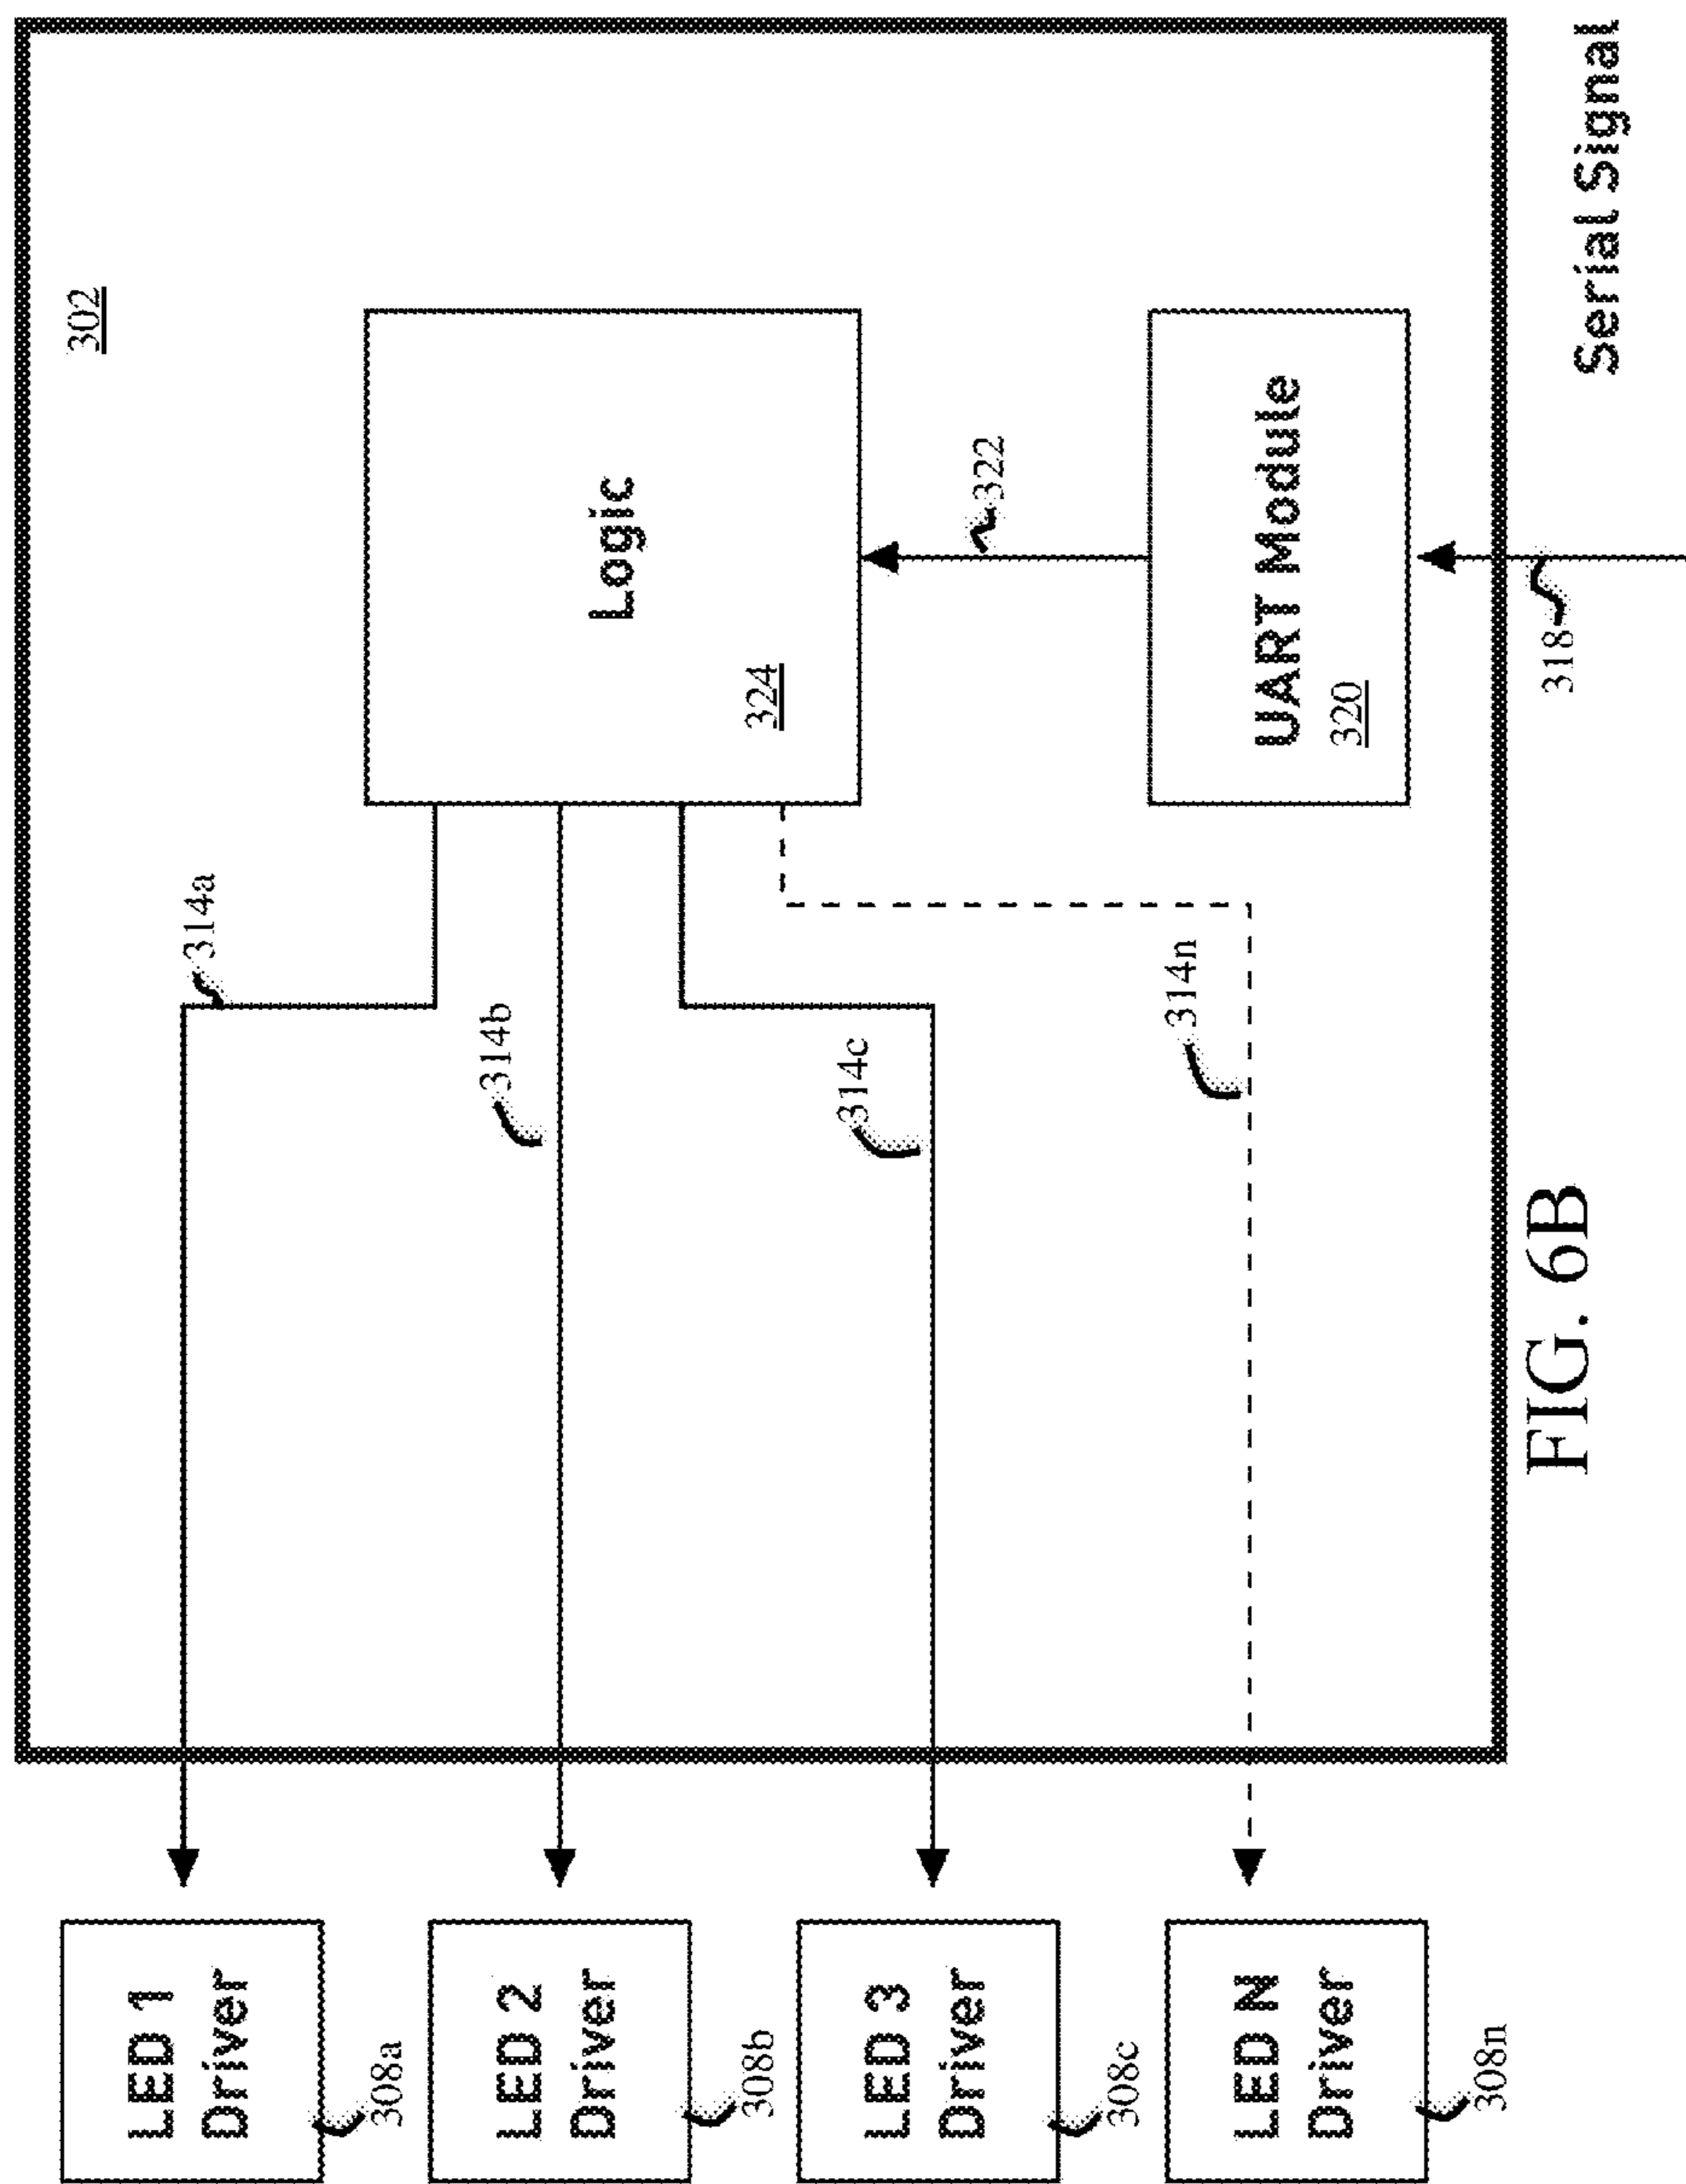 LED 1
Driver
308a
LED 2
Driver
308b
LED 3
Driver
308c
LED N
Driver
308n
314a
314b
314c
314n
302
Logic
324
322
UART Module
320
318
Serial Signal
FIG. 6B